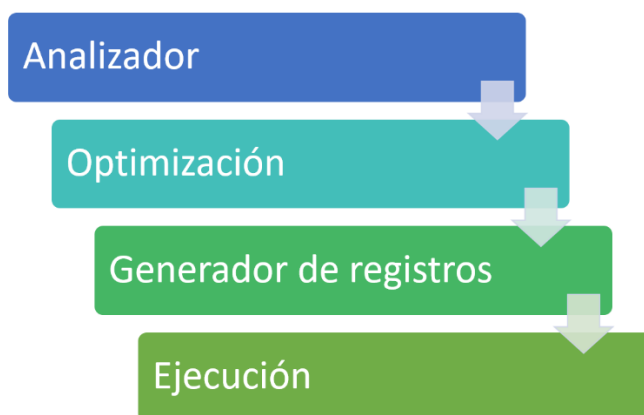 Analizador
Optimización
Generador de registros
Ejecución